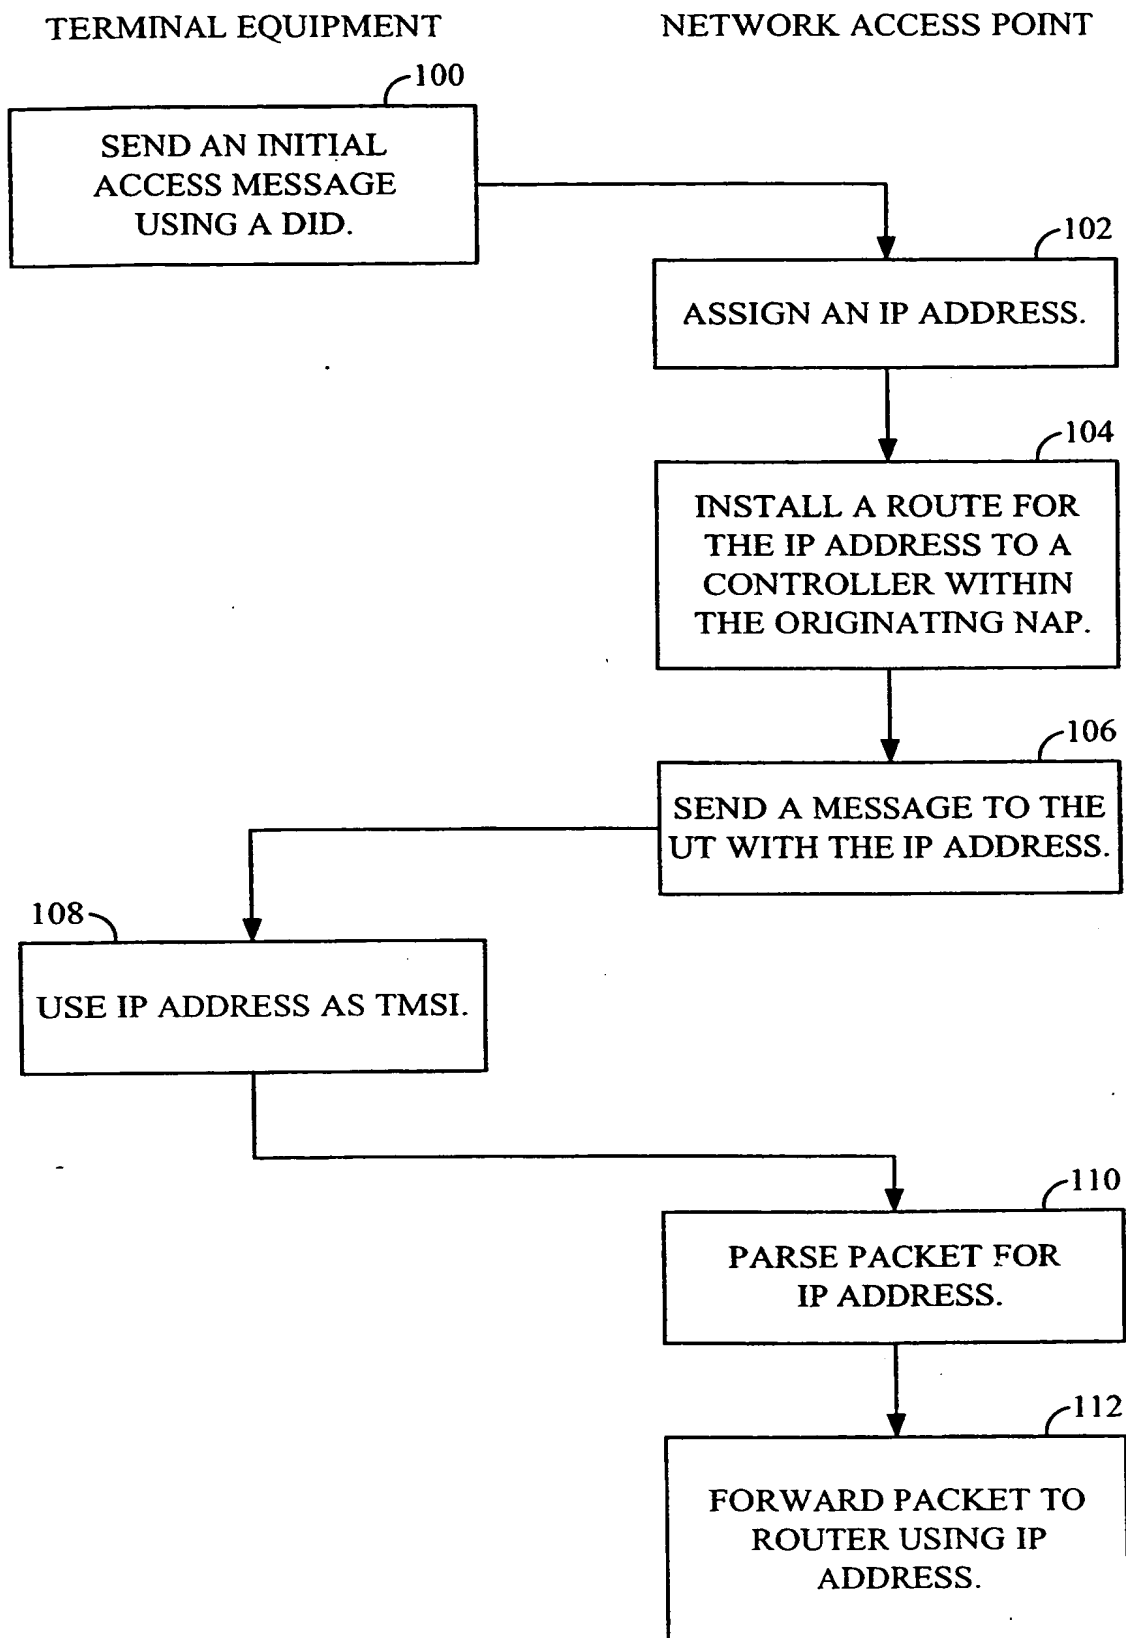 TERMINAL EQUIPMENT
NETWORK ACCESS POINT
100
SEND AN INITIAL
ACCESS MESSAGE
USING A DID.
102
ASSIGN AN IP ADDRESS.
104
INSTALL A ROUTE FOR
THE IP ADDRESS TO A
CONTROLLER WITHIN
THE ORIGINATING NAP.
106
SEND A MESSAGE TO THE
UT WITH THE IP ADDRESS.
108
USE IP ADDRESS AS TMSI.
110
PARSE PACKET FOR
IP ADDRESS.
112
FORWARD PACKET TO
ROUTER USING IP
ADDRESS.